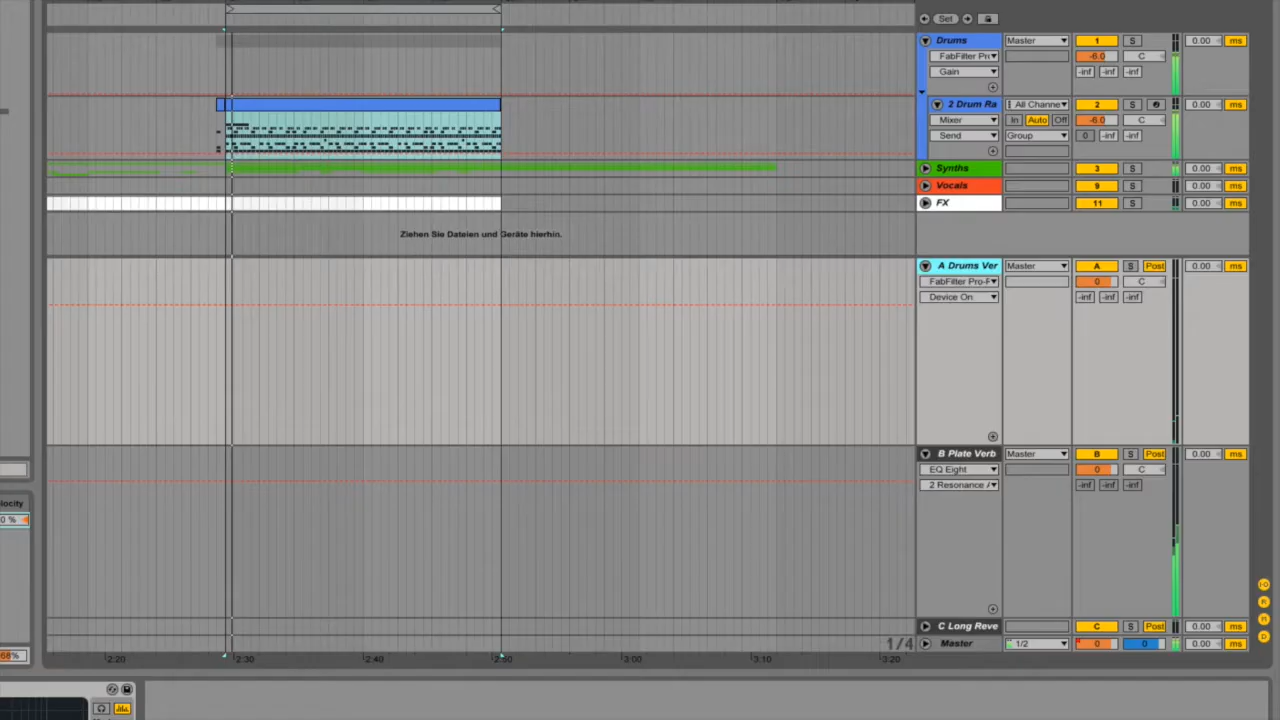 Set
Drums Master 1 S 0.00 ms
FabFilter Pr -6.0 C
Gain -inf -inf -inf
2 Drum Ra All Channe 2 S 0.00 ms
Mixer In Auto Off -6.0 C
Send Group 0 -inf -inf
Synths 3 S 0.00 ms
Vocals 9 S 0.00 ms
FX 11 S 0.00 ms
Ziehen Sie Dateien und Geräte hierhin.
A Drums Ver Master A S Post 0.00 ms
FabFilter Pro-F 0 C
Device On -inf -inf -inf
B Plate Verb Master B S Post 0.00 ms
EQ Eight 0 C
2 Resonance A -inf -inf -inf
locity
0 %
C Long Reve C S Post 0.00 ms
1/4 Master 1/2 0 0 0.00 ms
68%
2:20 2:30 2:40 2:50 3:00 3:10 3:20